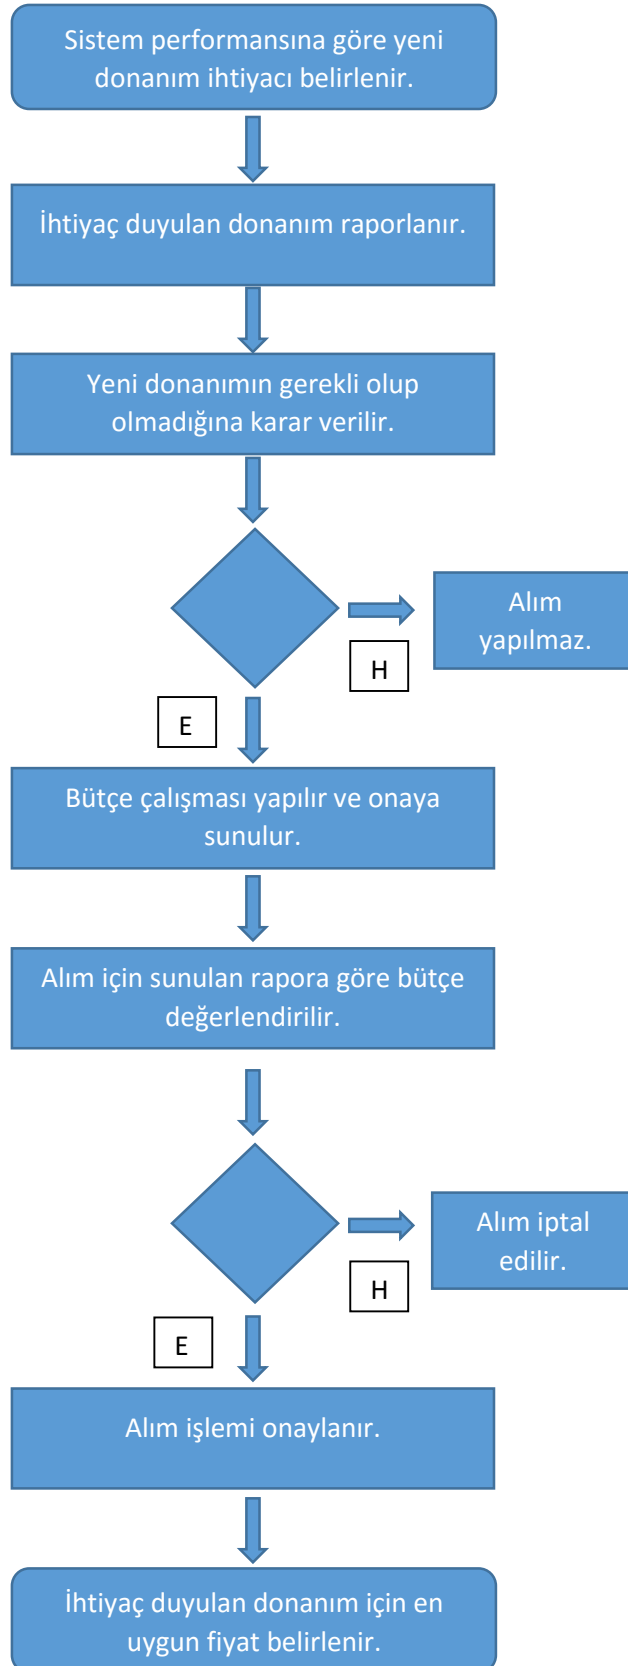 Sistem performansına göre yeni
donanım ihtiyacı belirlenir.
İhtiyaç duyulan donanım raporlanır.
Yeni donanımın gerekli olup
olmadığına karar verilir.
Alım
yapılmaz.
H
E
Bütçe çalışması yapılır ve onaya
sunulur.
Alım için sunulan rapora göre bütçe
değerlendirilir.
Alım iptal
edilir.
H
E
Alım işlemi onaylanır.
İhtiyaç duyulan donanım için en
uygun fiyat belirlenir.